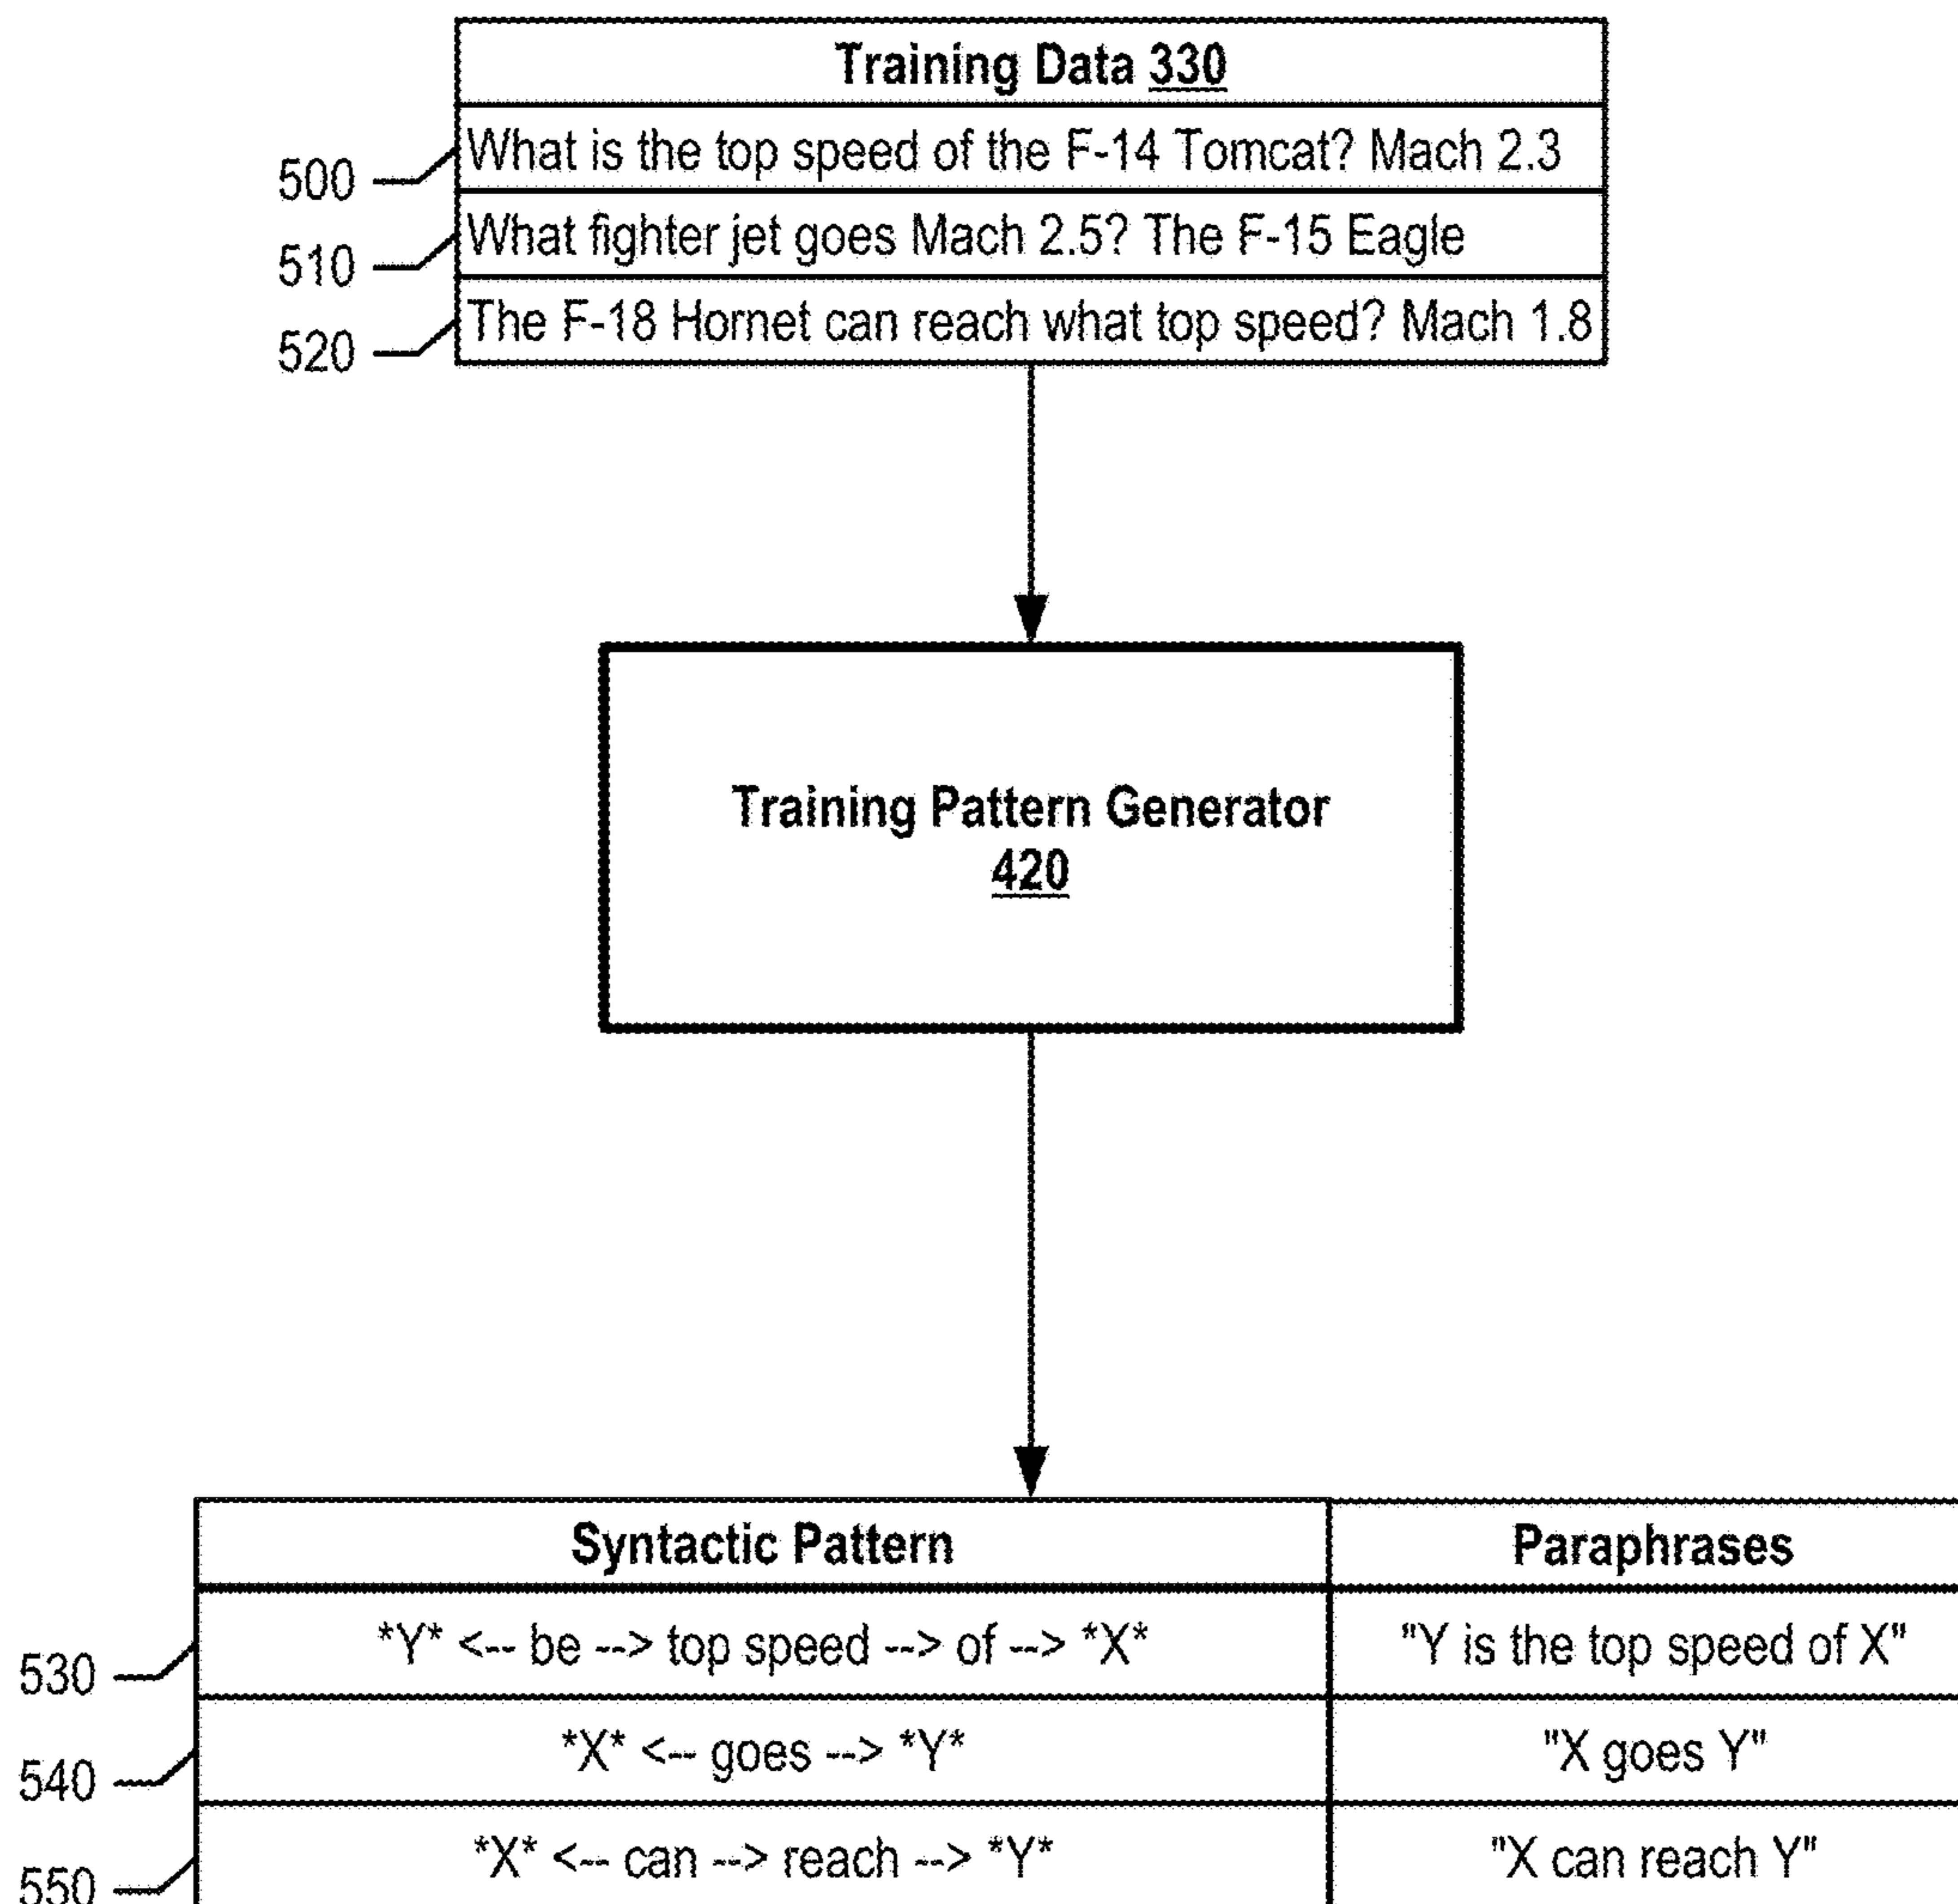 Training Data 330
500 What is the top speed of the F-14 Tomcat? Mach 2.3
510 What fighter jet goes Mach 2.5? The F-15 Eagle
520 The F-18 Hornet can reach what top speed? Mach 1.8
Training Pattern Generator
420
Syntactic Pattern Paraphrases
530 *Y* <-- be --> top speed --> of --> *X* "Y is the top speed of X"
540 *X* <-- goes --> *Y* "X goes Y"
550 *X* <-- can --> reach --> *Y* "X can reach Y"